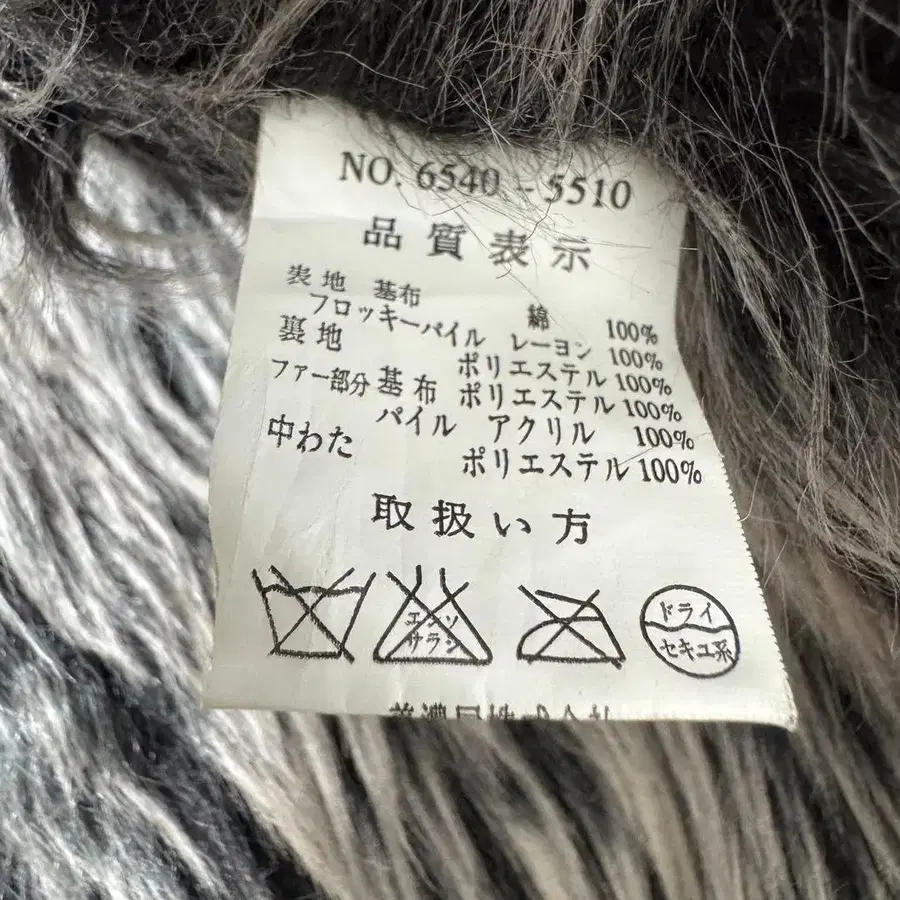 NO. 6540 - 5510
品質表示
表地 基布 綿 100%
フロッキーパイル レーヨン 100%
裏地 ポリエステル 100%
ファー部分 基布 ポリエステル 100%
パイル アクリル 100%
中わた ポリエステル 100%
取扱い方
エンソ
サラシ
ドライ
セキユ系